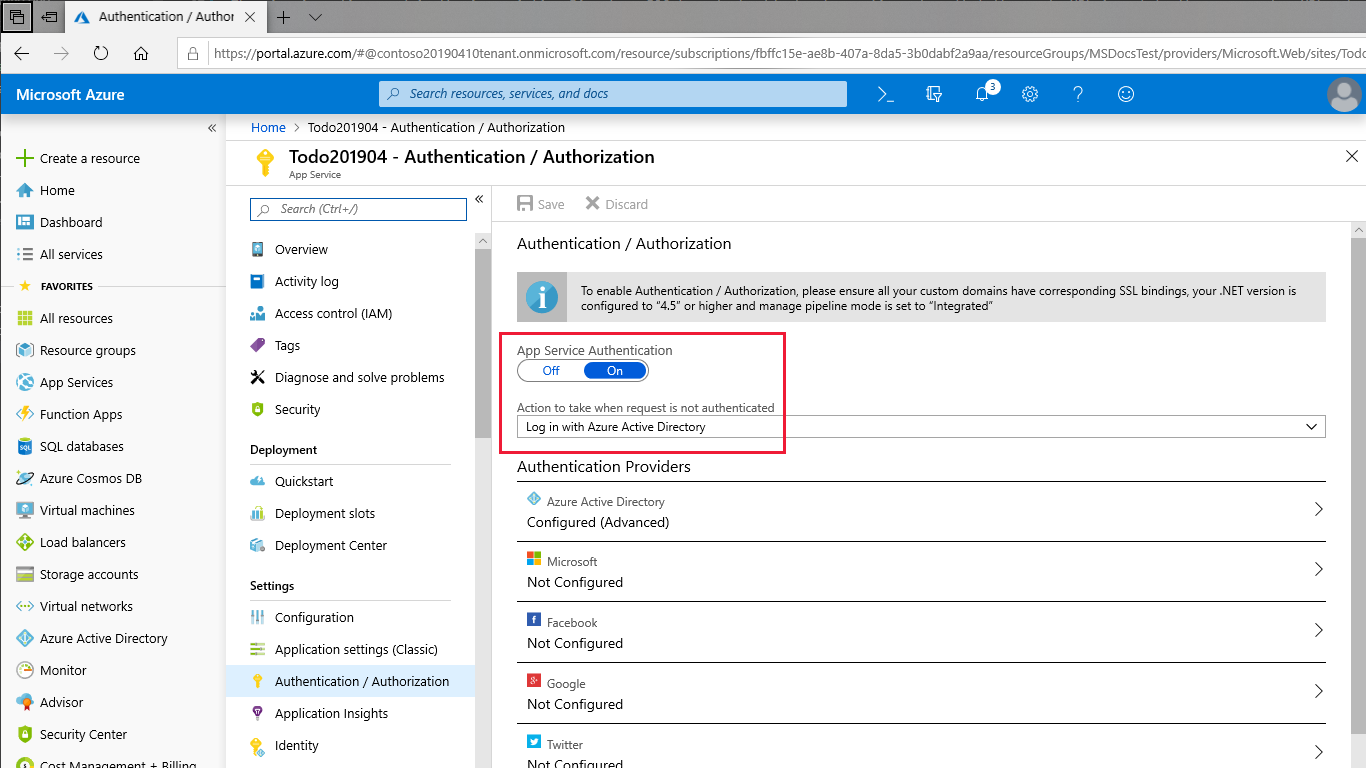 Authentication / Author
https://portal.azure.com/#@contoso20190410tenant.onmicrosoft.com/resource/subscriptions/fbffc15e-ae8b-407a-8da5-3b0dabf2a9aa/resourceGroups/MSDocsTest/providers/Microsoft.Web/sites/Todo
Microsoft Azure
Search resources, services, and docs
3
Create a resource
Home
Dashboard
All services
FAVORITES
All resources
Resource groups
App Services
Function Apps
SQL databases
Azure Cosmos DB
Virtual machines
Load balancers
Storage accounts
Virtual networks
Azure Active Directory
Monitor
Advisor
Security Center
Cost Management + Billing
Home > Todo201904 - Authentication / Authorization
Todo201904 - Authentication / Authorization
App Service
Search (Ctrl+/)
Overview
Activity log
Access control (IAM)
Tags
Diagnose and solve problems
Security
Deployment
Quickstart
Deployment slots
Deployment Center
Settings
Configuration
Application settings (Classic)
Authentication / Authorization
Application Insights
Identity
Save Discard
Authentication / Authorization
To enable Authentication / Authorization, please ensure all your custom domains have corresponding SSL bindings, your .NET version is
configured to “4.5” or higher and manage pipeline mode is set to “Integrated”
App Service Authentication
Off On
Action to take when request is not authenticated
Log in with Azure Active Directory
Authentication Providers
Azure Active Directory
Configured (Advanced)
Microsoft
Not Configured
Facebook
Not Configured
Google
Not Configured
Twitter
Not Configured